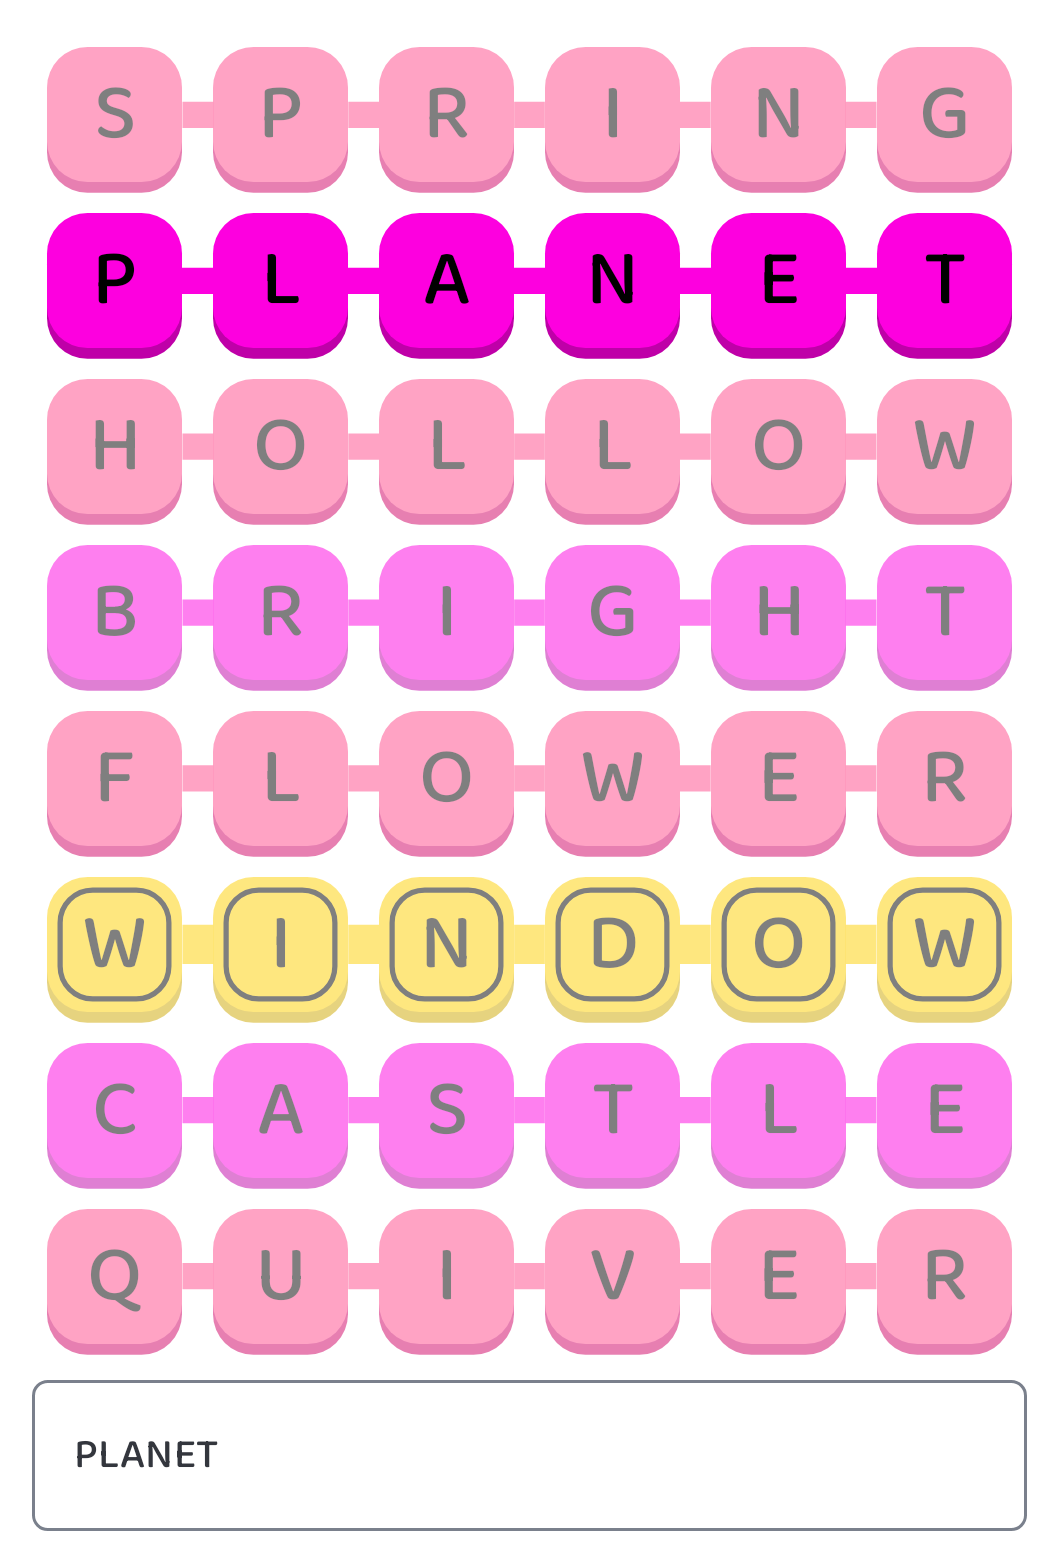 SPRING
PLANET
HOLLOW
BRIGHT
FLOWER
WINDOW
CASTLE
QUIVER
PLANET